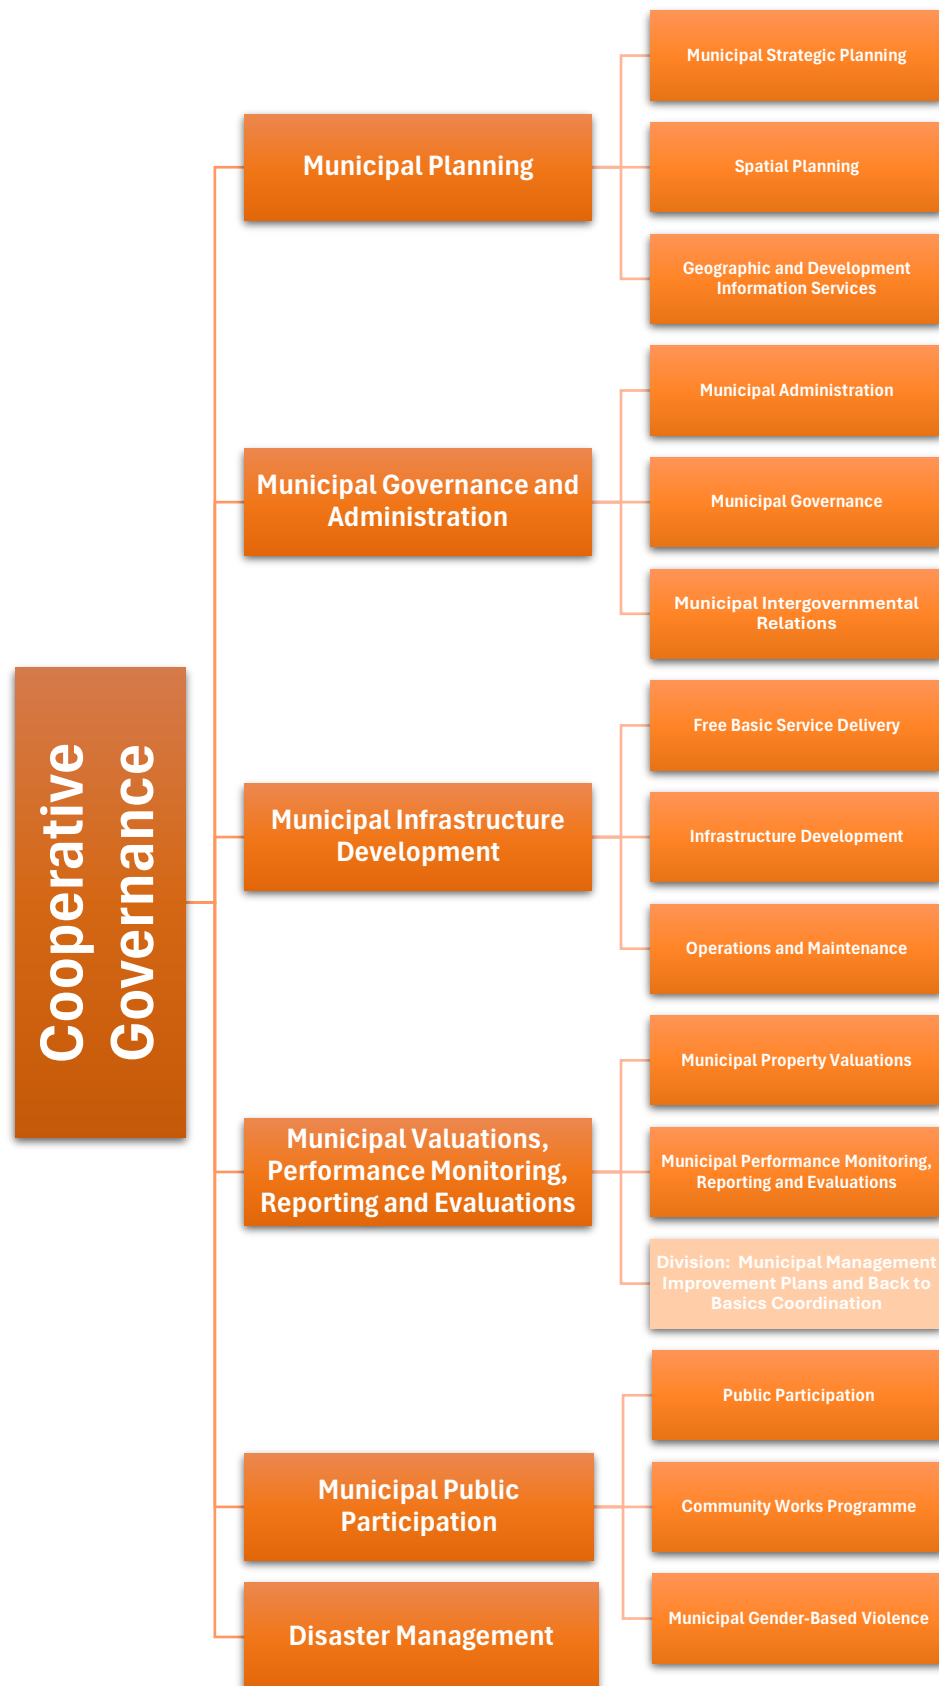 Cooperative
Governance
Municipal Planning
Municipal Strategic Planning
Spatial Planning
Geographic and Development
Information Services
Municipal Governance and
Administration
Municipal Administration
Municipal Governance
Municipal Intergovernmental
Relations
Municipal Infrastructure
Development
Free Basic Service Delivery
Infrastructure Development
Operations and Maintenance
Municipal Valuations,
Performance Monitoring,
Reporting and Evaluations
Municipal Property Valuations
Municipal Performance Monitoring,
Reporting and Evaluations
Division: Municipal Management
Improvement Plans and Back to
Basics Coordination
Municipal Public
Participation
Public Participation
Community Works Programme
Municipal Gender-Based Violence
Disaster Management